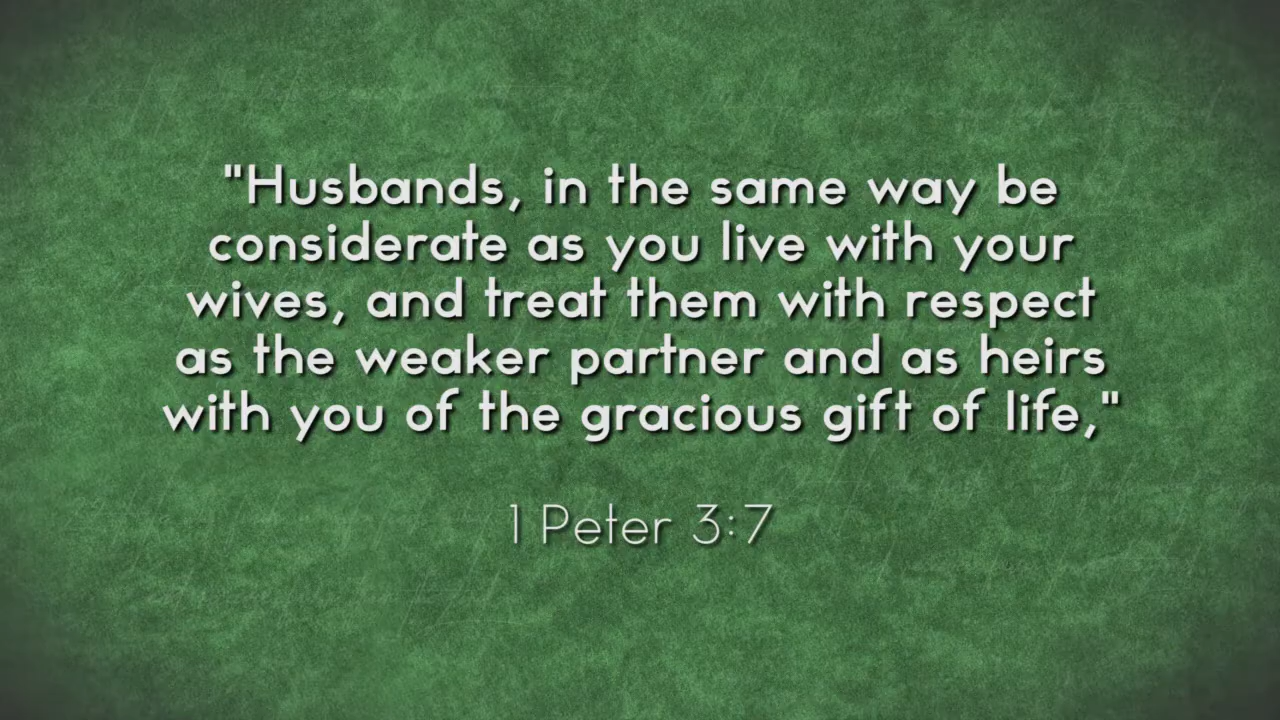 "Husbands, in the same way be
considerate as you live with your
wives, and treat them with respect
as the weaker partner and as heirs
with you of the gracious gift of life,"
1 Peter 3:7